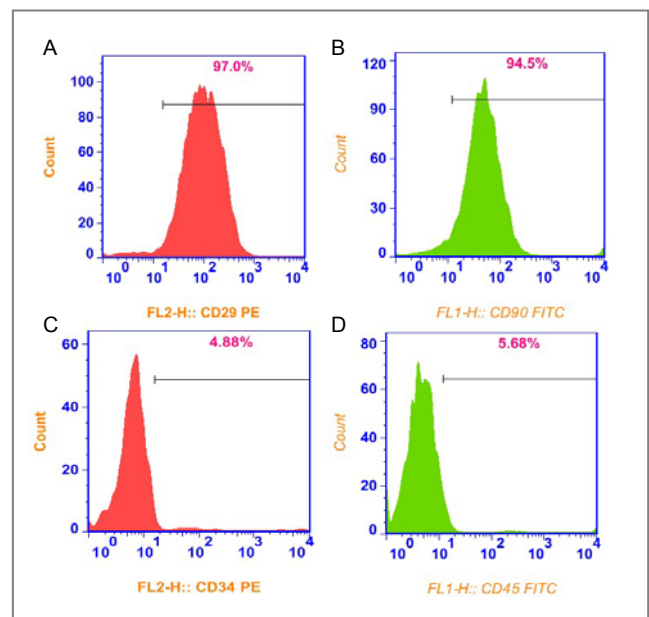 A
97.0%
100
80
60
40
20
0
Count
10^0 10^1 10^2 10^3 10^4
FL2-H:: CD29 PE
B
94.5%
120
90
60
30
0
Count
10^0 10^1 10^2 10^3 10^4
FL1-H:: CD90 FITC
C
4.88%
60
40
20
0
Count
10^0 10^1 10^2 10^3 10^4
FL2-H:: CD34 PE
D
5.68%
80
60
40
20
0
Count
10^0 10^1 10^2 10^3 10^4
FL1-H:: CD45 FITC